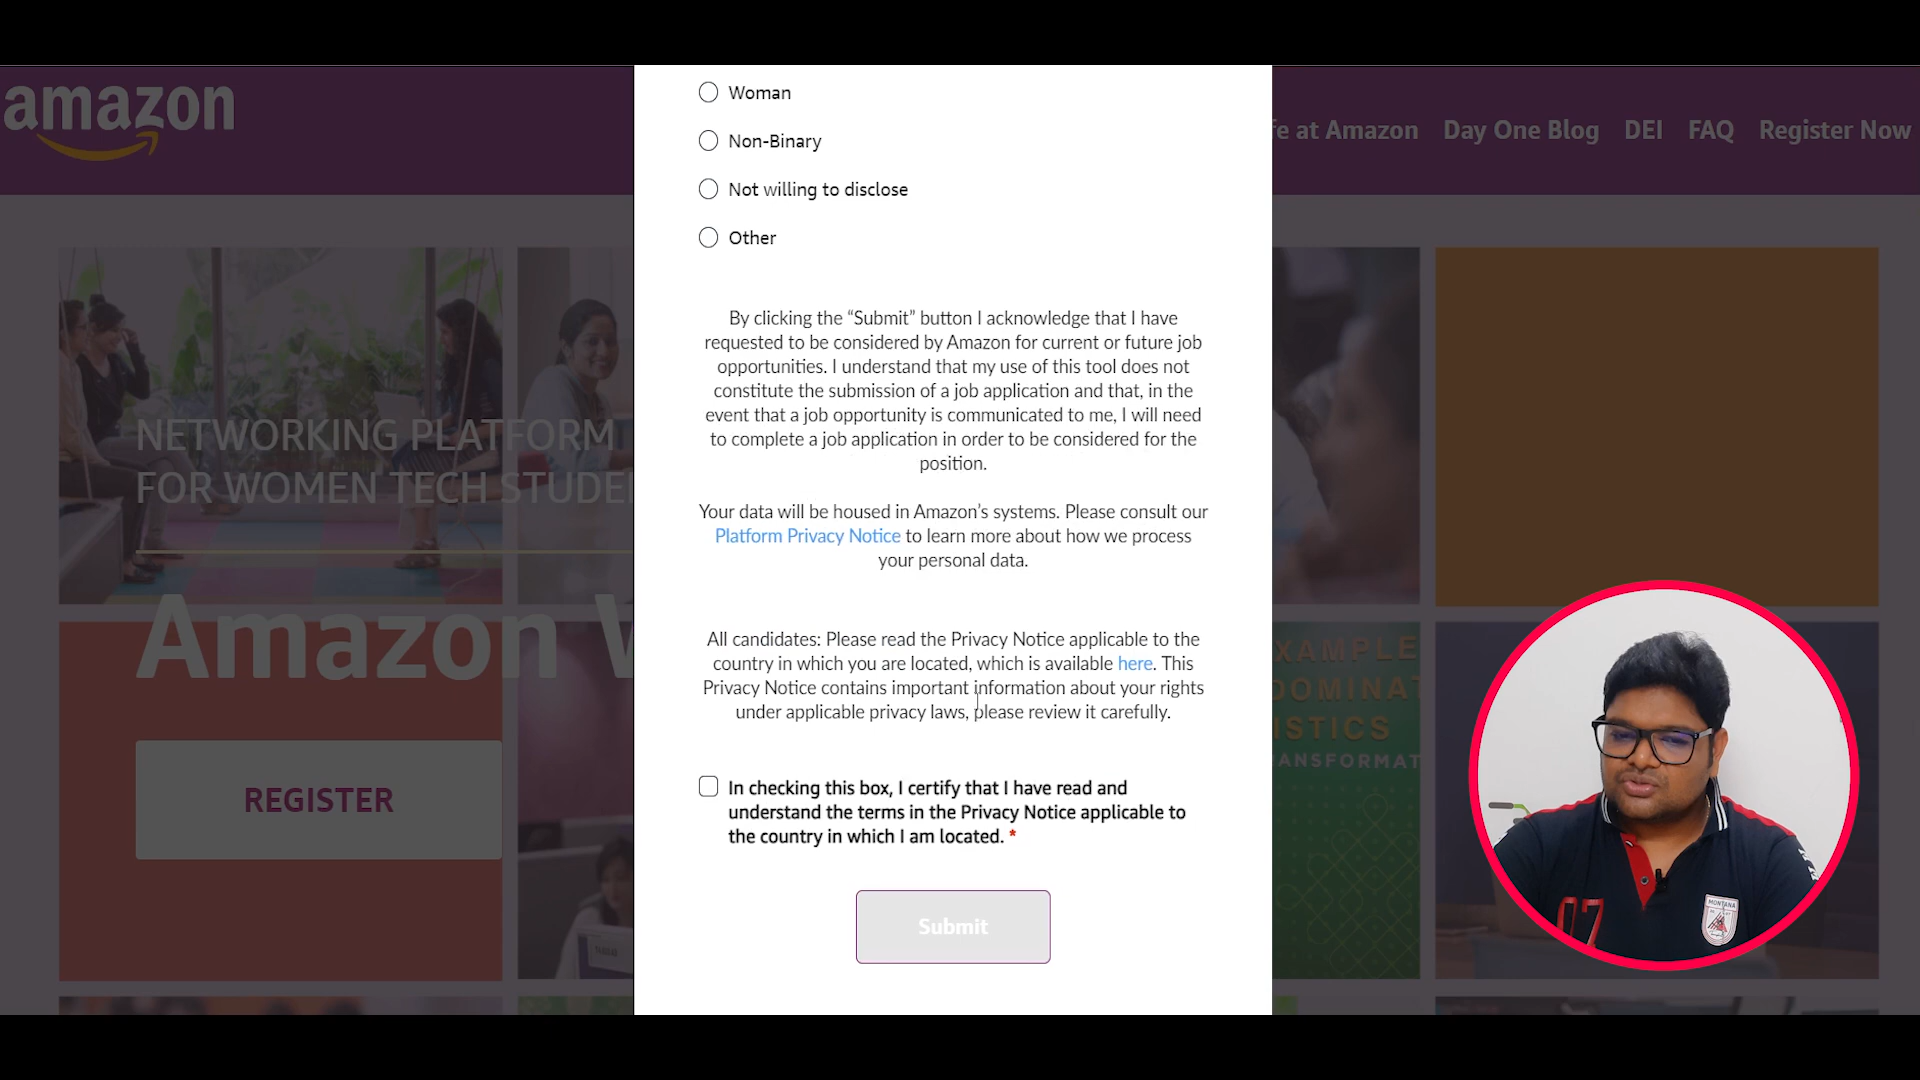 amazon
fe at Amazon Day One Blog DEI FAQ Register Now
Woman
Non-Binary
Not willing to disclose
Other
By clicking the “Submit” button I acknowledge that I have
requested to be considered by Amazon for current or future job
opportunities. I understand that my use of this tool does not
constitute the submission of a job application and that, in the
event that a job opportunity is communicated to me, I will need
to complete a job application in order to be considered for the
position.
Your data will be housed in Amazon’s systems. Please consult our
Platform Privacy Notice to learn more about how we process
your personal data.
All candidates: Please read the Privacy Notice applicable to the
country in which you are located, which is available here. This
Privacy Notice contains important information about your rights
under applicable privacy laws, please review it carefully.
In checking this box, I certify that I have read and
understand the terms in the Privacy Notice applicable to
the country in which I am located. *
Submit
NETWORKING PLATFORM
FOR WOMEN TECH STUDE
Amazon W
REGISTER
XAMPLE
DOMINA
ISTICS
ANSFORMAT
07
MONTANA